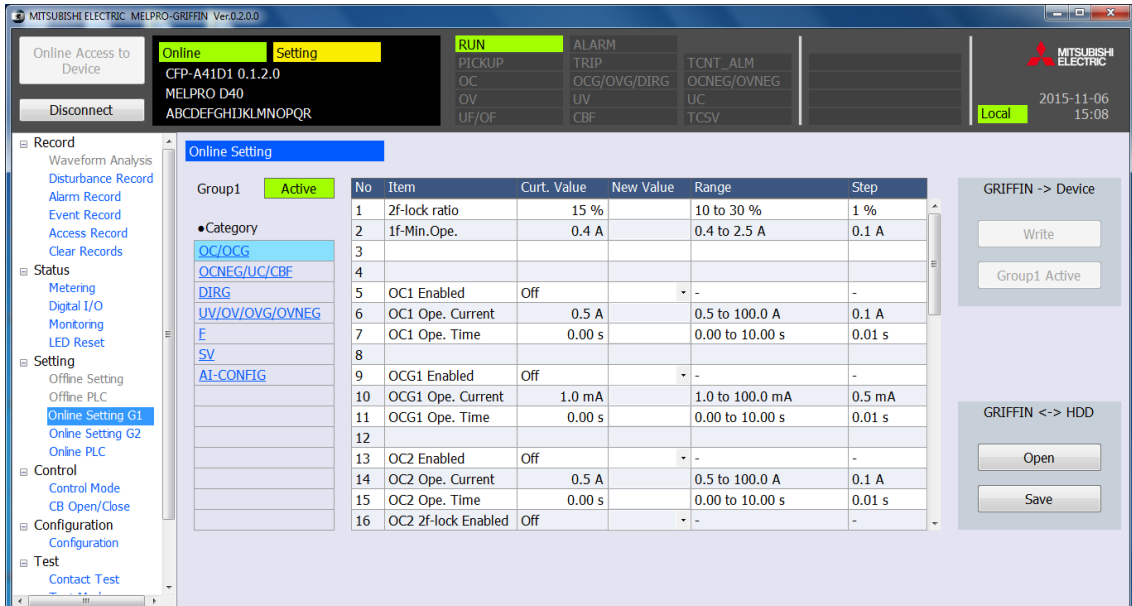 MITSUBISHI ELECTRIC MELPRO-GRIFFIN Ver.0.2.0.0
Online Access to
Device
Disconnect
Online Setting
CFP-A41D1 0.1.2.0
MELPRO D40
ABCDEFGHIJKLMNOPQR
RUN ALARM
PICKUP TRIP TCNT_ALM
OC OCG/OVG/DIRG OCNEG/OVNEG
OV UV UC
UF/OF CBF TCSV
MITSUBISHI
ELECTRIC
2015-11-06
Local 15:08
Record
Waveform Analysis
Disturbance Record
Alarm Record
Event Record
Access Record
Clear Records
Status
Metering
Digital I/O
Monitoring
LED Reset
Setting
Offline Setting
Offline PLC
Online Setting G1
Online Setting G2
Online PLC
Control
Control Mode
CB Open/Close
Configuration
Configuration
Test
Contact Test
Online Setting
Group1 Active
●Category
OC/OCG
OCNEG/UC/CBF
DIRG
UV/OV/OVG/OVNEG
F
SV
AI-CONFIG
No Item Curt. Value New Value Range Step
1 2f-lock ratio 15 % 10 to 30 % 1 %
2 1f-Min.Ope. 0.4 A 0.4 to 2.5 A 0.1 A
3
4
5 OC1 Enabled Off - -
6 OC1 Ope. Current 0.5 A 0.5 to 100.0 A 0.1 A
7 OC1 Ope. Time 0.00 s 0.00 to 10.00 s 0.01 s
8
9 OCG1 Enabled Off - -
10 OCG1 Ope. Current 1.0 mA 1.0 to 100.0 mA 0.5 mA
11 OCG1 Ope. Time 0.00 s 0.00 to 10.00 s 0.01 s
12
13 OC2 Enabled Off - -
14 OC2 Ope. Current 0.5 A 0.5 to 100.0 A 0.1 A
15 OC2 Ope. Time 0.00 s 0.00 to 10.00 s 0.01 s
16 OC2 2f-lock Enabled Off - -
GRIFFIN -> Device
Write
Group1 Active
GRIFFIN <-> HDD
Open
Save